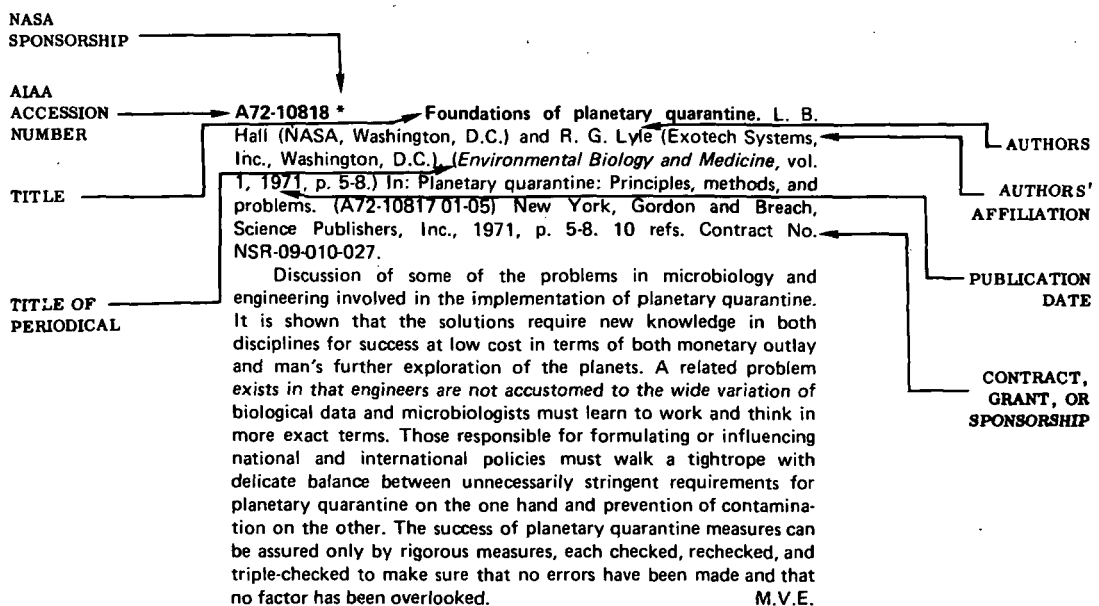 NASA
SPONSORSHIP
AIAA
ACCESSION
NUMBER
TITLE
TITLE OF
PERIODICAL
A72-10818 * Foundations of planetary quarantine. L. B.
Hall (NASA, Washington, D.C.) and R. G. Lyle (Exotech Systems,
Inc., Washington, D.C.). (Environmental Biology and Medicine, vol.
1, 1971, p. 5-8.) In: Planetary quarantine: Principles, methods, and
problems. (A72-10817 01-05) New York, Gordon and Breach,
Science Publishers, Inc., 1971, p. 5-8. 10 refs. Contract No.
NSR-09-010-027.
Discussion of some of the problems in microbiology and
engineering involved in the implementation of planetary quarantine.
It is shown that the solutions require new knowledge in both
disciplines for success at low cost in terms of both monetary outlay
and man's further exploration of the planets. A related problem
exists in that engineers are not accustomed to the wide variation of
biological data and microbiologists must learn to work and think in
more exact terms. Those responsible for formulating or influencing
national and international policies must walk a tightrope with
delicate balance between unnecessarily stringent requirements for
planetary quarantine on the one hand and prevention of contamina-
tion on the other. The success of planetary quarantine measures can
be assured only by rigorous measures, each checked, rechecked, and
triple-checked to make sure that no errors have been made and that
no factor has been overlooked. M.V.E.
AUTHORS
AUTHORS'
AFFILIATION
PUBLICATION
DATE
CONTRACT,
GRANT, OR
SPONSORSHIP